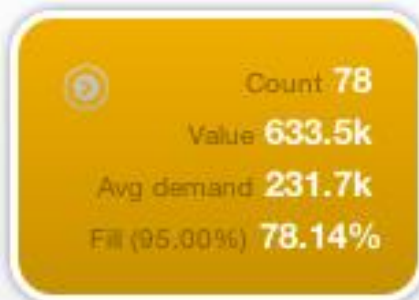 Count 78
Value 633.5k
Avg demand 231.7k
Fill (95.00%) 78.14%